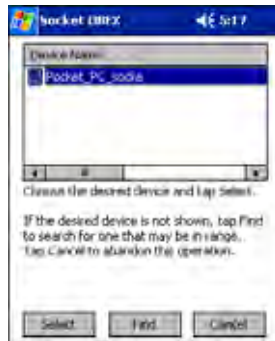 Socket OBEX 5:17
Device Name
Pocket_PC_socke
Choose the desired device and tap Select.
If the desired device is not shown, tap Find
to search for one that may be in range.
Tap Cancel to abandon this operation.
Select Find Cancel